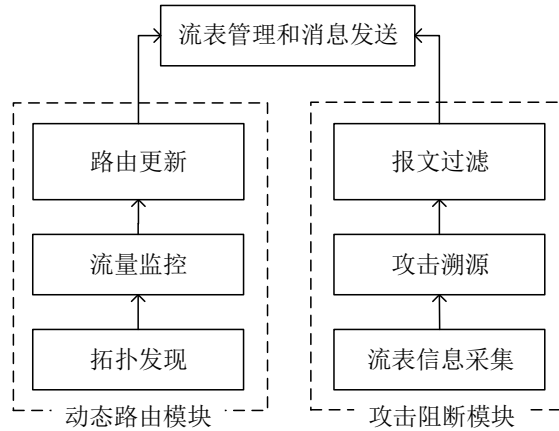 流表管理和消息发送
路由更新
流量监控
拓扑发现
动态路由模块
报文过滤
攻击溯源
流表信息采集
攻击阻断模块